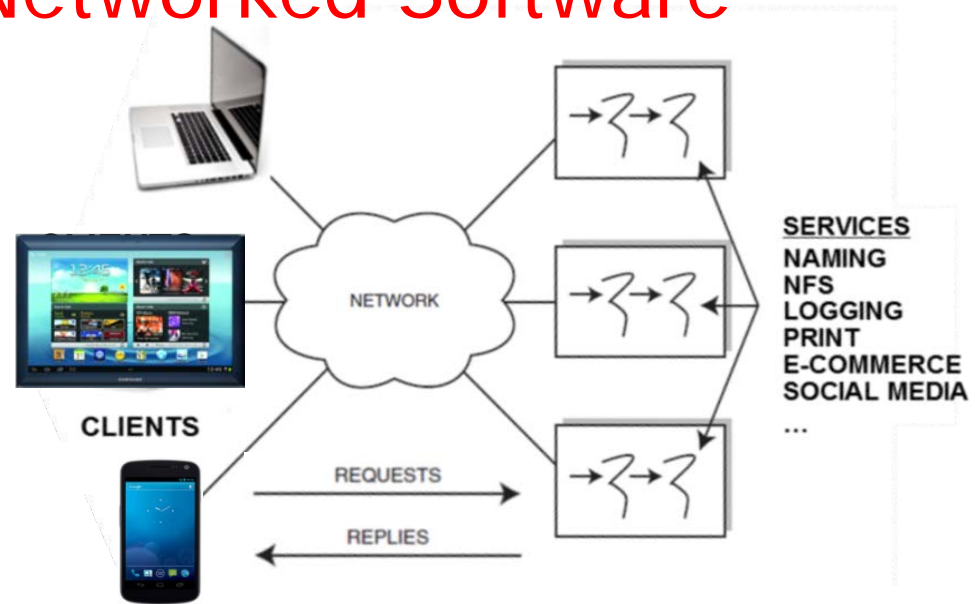 Networked Software
NETWORK
CLIENTS
REQUESTS
REPLIES
SERVICES
NAMING
NFS
LOGGING
PRINT
E-COMMERCE
SOCIAL MEDIA
...